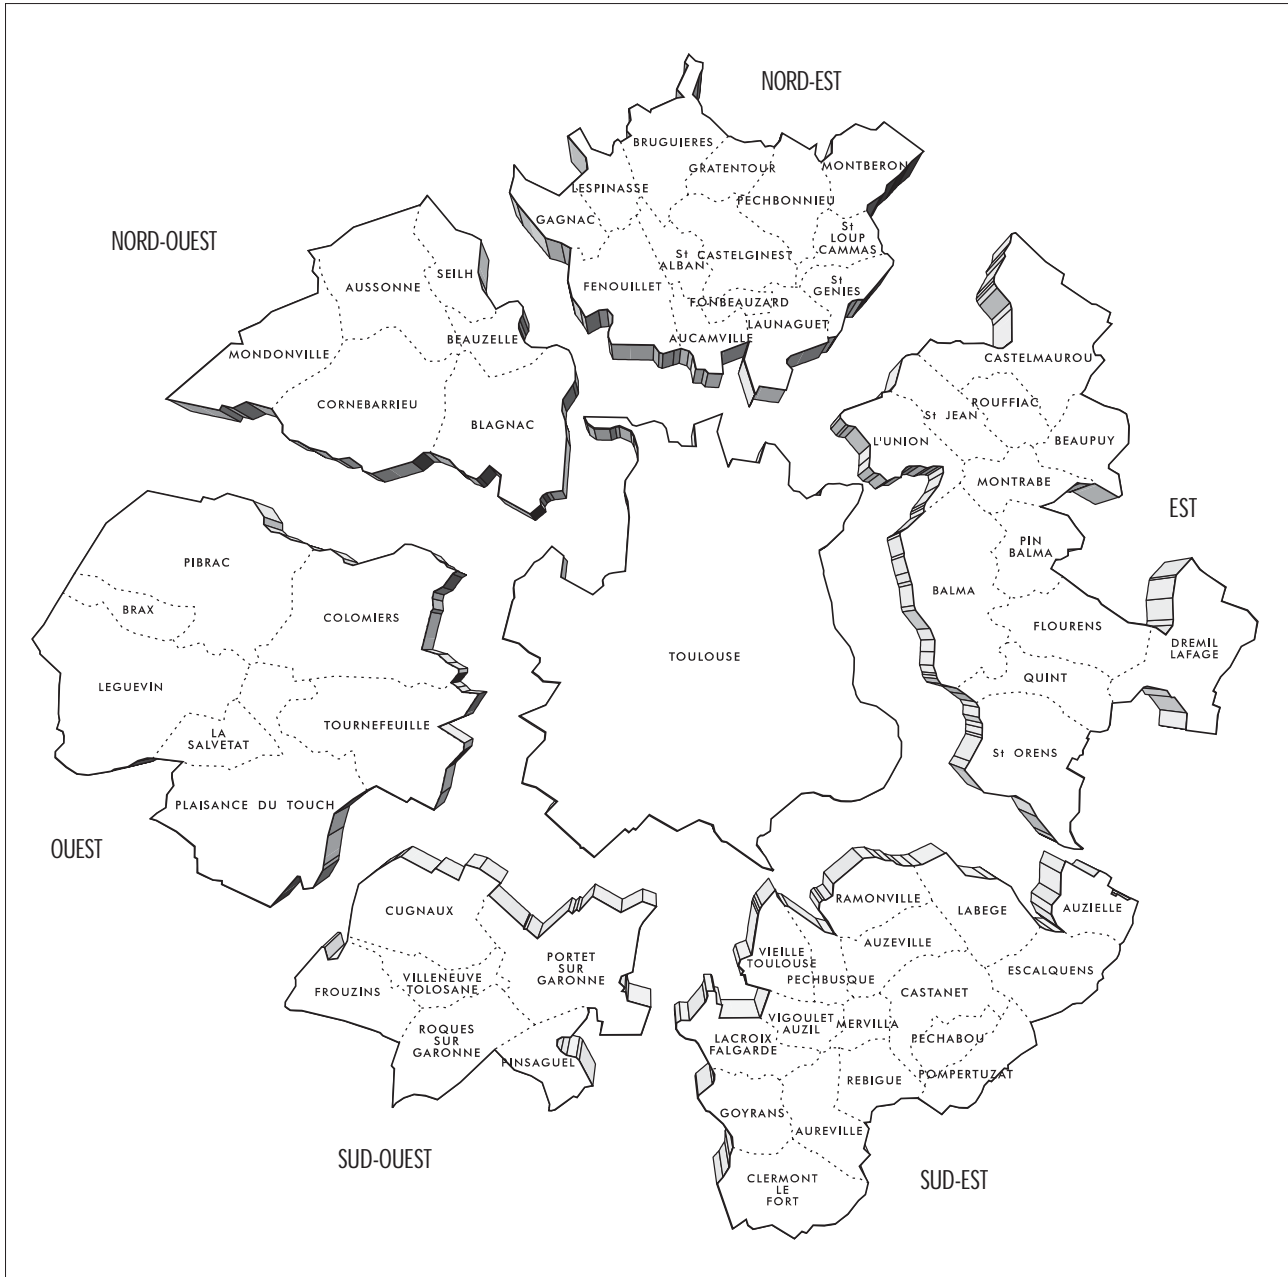 NORD-EST
BRUGUIERES
GRATENTOUR
MONTBERON
LESPINASSE
PECHBONNIEU
GAGNAC
St
LOUP
CAMMAS
St
ALBAN
CASTELGINEST
FENOUILLET
St
GENIES
FONBEAUZARD
LAUNAGUET
AUCAMVILLE
NORD-OUEST
SEILH
AUSSONNE
BEAUZELLE
MONDONVILLE
CORNEBARRIEU
BLAGNAC
CASTELMAUROU
ROUFFIAC
St JEAN
L'UNION
BEAUPUY
MONTRABE
EST
PIN
BALMA
BALMA
FLOURENS
DREMIL
LAFAGE
QUINT
St ORENS
PIBRAC
BRAX
COLOMIERS
LEGUEVIN
LA
SALVETAT
TOURNEFEUILLE
PLAISANCE DU TOUCH
OUEST
TOULOUSE
CUGNAUX
PORTET
SUR
GARONNE
VILLENEUVE
TOLOSANE
FROUZINS
ROQUES
SUR
GARONNE
PINSAGUEL
SUD-OUEST
RAMONVILLE
LABEGE
AUZIELLE
AUZEVILLE
VIEILLE
TOULOUSE
PECHBUSQUE
ESCALQUENS
CASTANET
VIGOULET
AUZIL
MERVILLA
LACROIX
FALGARDE
PECHABOU
REBIGUE
POMPERTUZAT
GOYRANS
AUREVILLE
CLERMONT
LE
FORT
SUD-EST